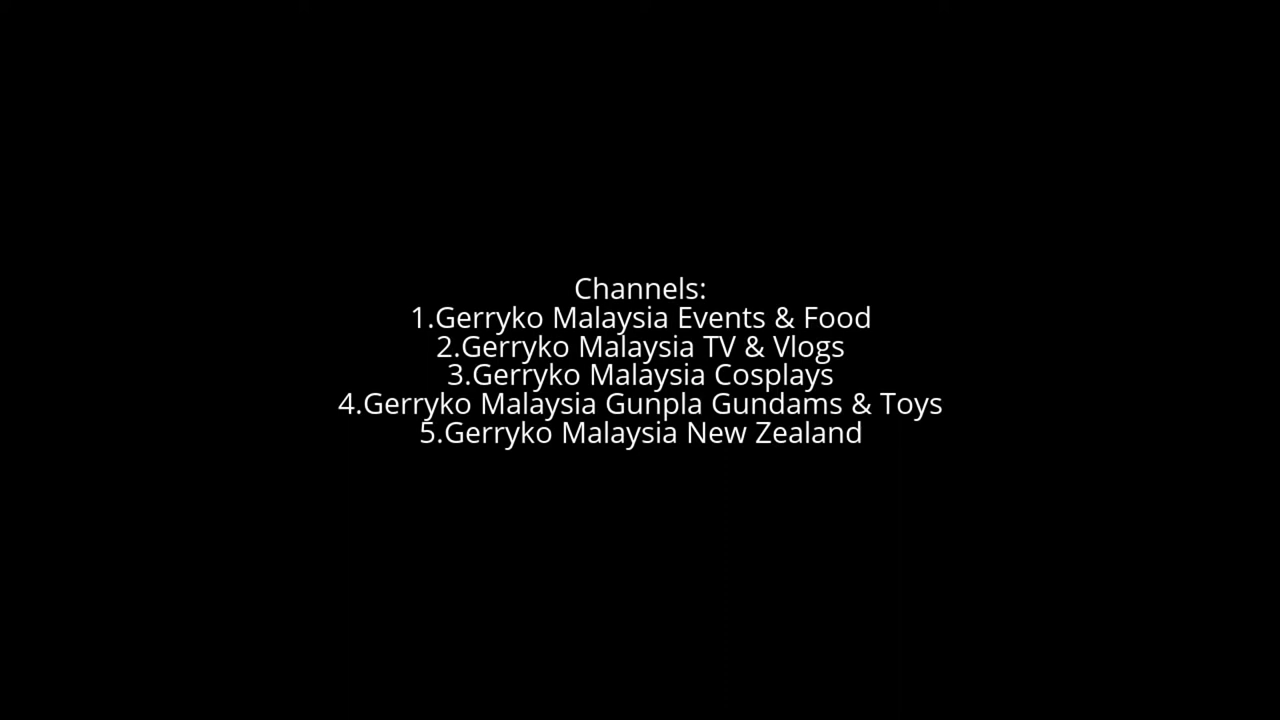 Channels:
1.Gerryko Malaysia Events & Food
2.Gerryko Malaysia TV & Vlogs
3.Gerryko Malaysia Cosplays
4.Gerryko Malaysia Gunpla Gundams & Toys
5.Gerryko Malaysia New Zealand